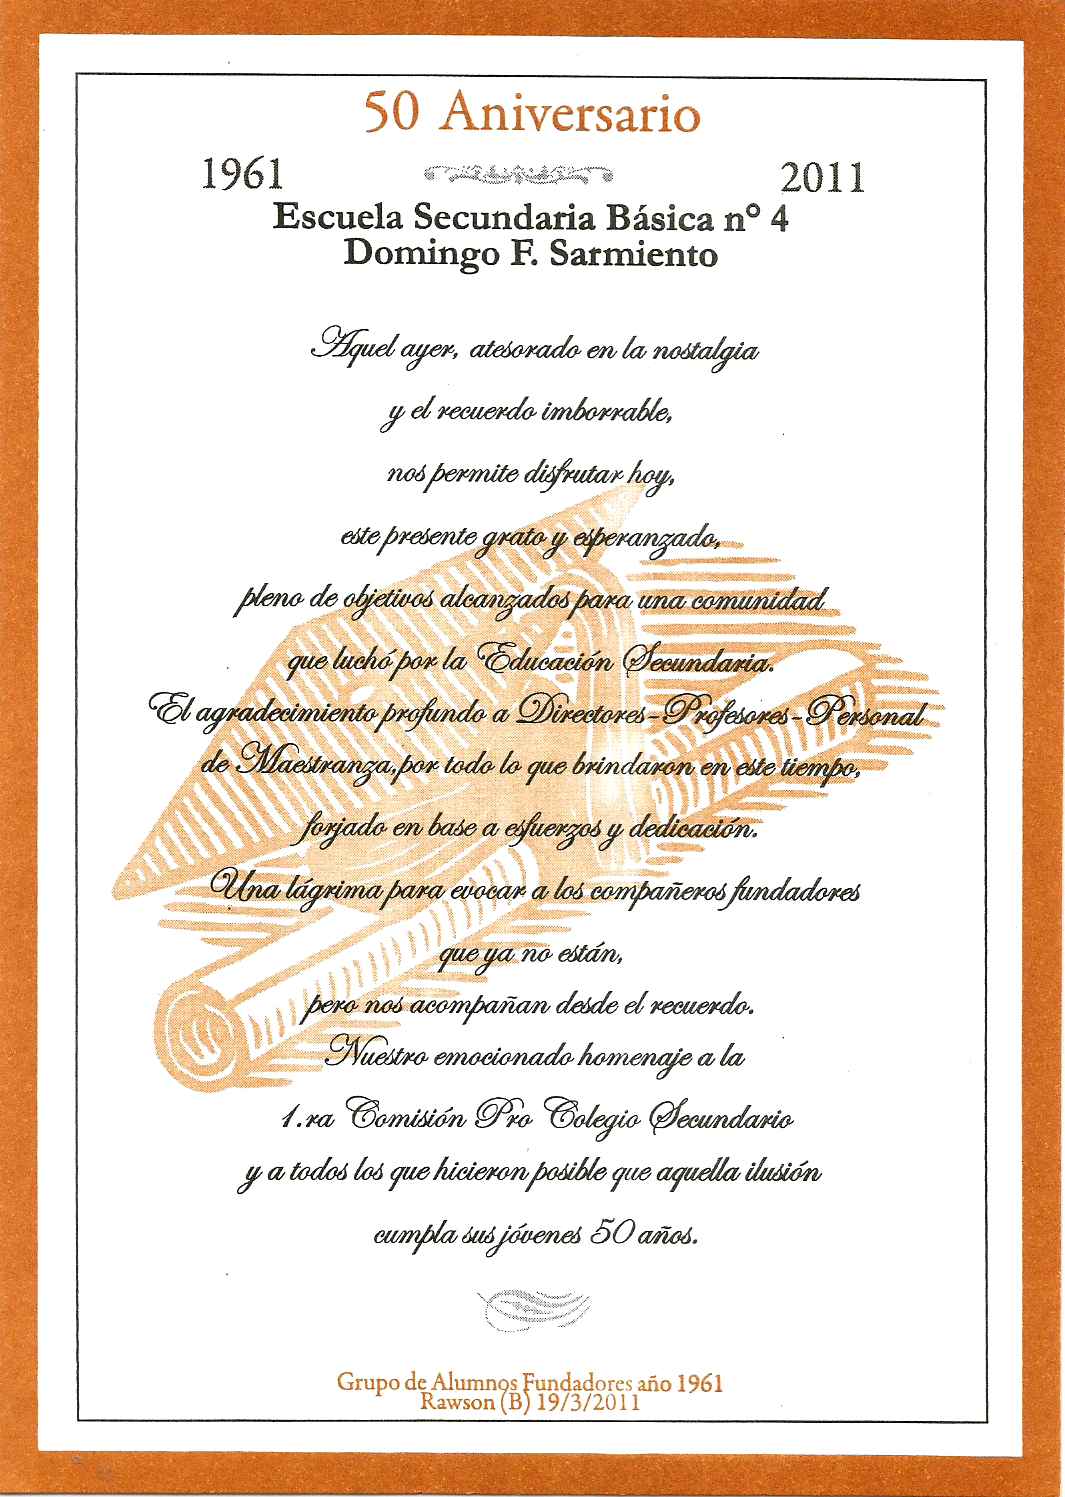 50 Aniversario
1961
2011
Escuela Secundaria Básica nº 4
Domingo F. Sarmiento
Aquel ayer, atesorado en la nostalgia
y el recuerdo imborrable,
nos permite disfrutar hoy,
este presente grato y esperanzado,
pleno de objetivos alcanzados para una comunidad
que luchó por la Educación Secundaria.
El agradecimiento profundo a Directores-Profesores-Personal
de Maestranza,por todo lo que brindaron en este tiempo,
forjado en base a esfuerzos y dedicación.
Una lágrima para evocar a los compañeros fundadores
que ya no están,
pero nos acompañan desde el recuerdo.
Nuestro emocionado homenaje a la
1.ra Comisión Pro Colegio Secundario
y a todos los que hicieron posible que aquella ilusión
cumpla sus jóvenes 50 años.
Grupo de Alumnos Fundadores año 1961
Rawson (B) 19/3/2011